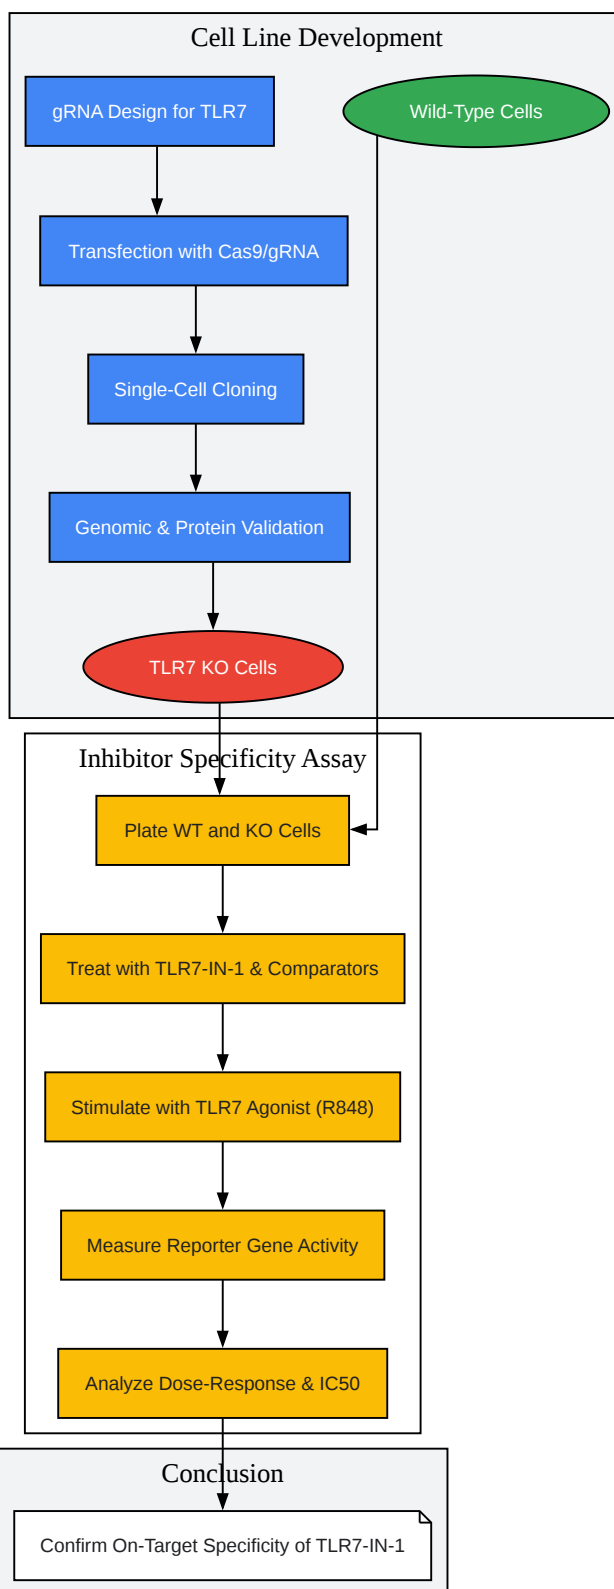 Cell Line Development
gRNA Design for TLR7
Wild-Type Cells
Transfection with Cas9/gRNA
Single-Cell Cloning
Genomic & Protein Validation
TLR7 KO Cells
Inhibitor Specificity Assay
Plate WT and KO Cells
Treat with TLR7-IN-1 & Comparators
Stimulate with TLR7 Agonist (R848)
Measure Reporter Gene Activity
Analyze Dose-Response & IC50
Conclusion
Confirm On-Target Specificity of TLR7-IN-1